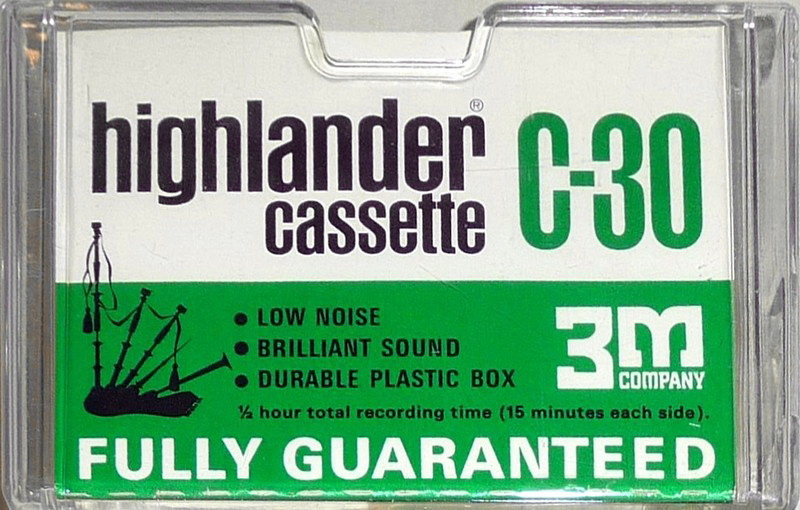 highlander® C-30
cassette
• LOW NOISE
• BRILLIANT SOUND
• DURABLE PLASTIC BOX
3M
COMPANY
½ hour total recording time (15 minutes each side).
FULLY GUARANTEED